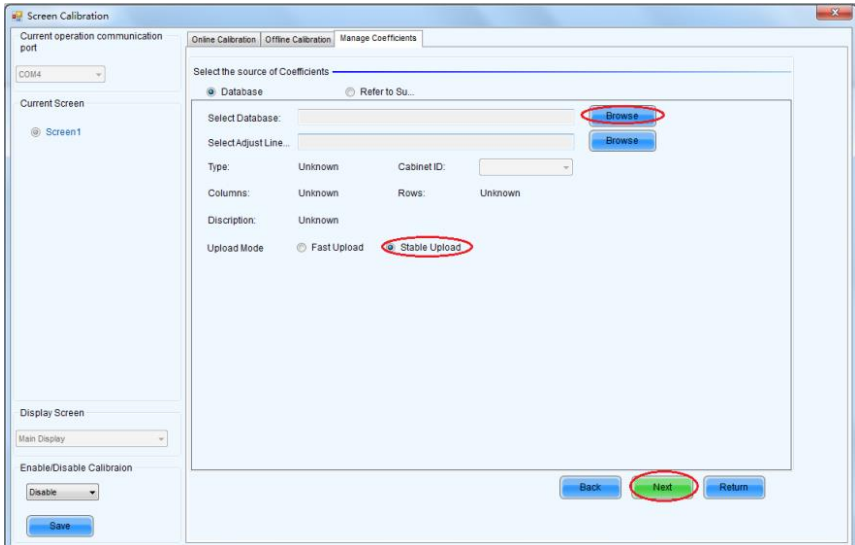 Screen Calibration
Current operation communication
port
COM4
Current Screen
Screen1
Display Screen
Main Display
Enable/Disable Calibraion
Disable
Save
Online Calibration Offline Calibration Manage Coefficients
Select the source of Coefficients
Database Refer to Su...
Select Database: Browse
Select Adjust Line... Browse
Type: Unknown Cabinet ID:
Columns: Unknown Rows: Unknown
Discription: Unknown
Upload Mode Fast Upload Stable Upload
Back Next Return